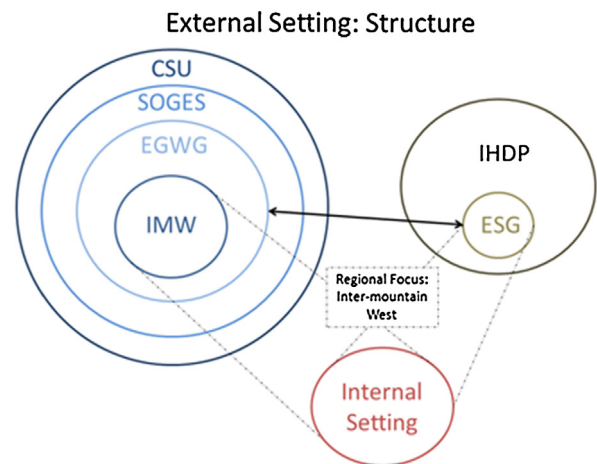 External Setting: Structure
CSU
SOGES
EGWG
IMW
IHDP
ESG
Regional Focus:
Inter-mountain
West
Internal
Setting